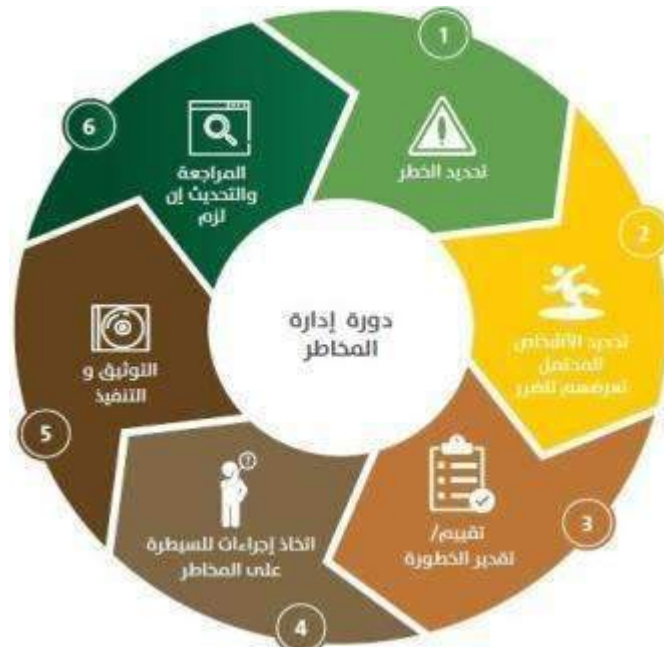 دورة إدارة
المخاطر
1
تحديد الخطر
2
تحديد الأشخاص
المحتمل
تعرضهم للضرر
3
تقييم/
تقدير الخطورة
4
اتخاذ إجراءات للسيطرة
على المخاطر
5
التوثيق و
التنفيذ
6
المراجعة
والتحديث إن
لزم